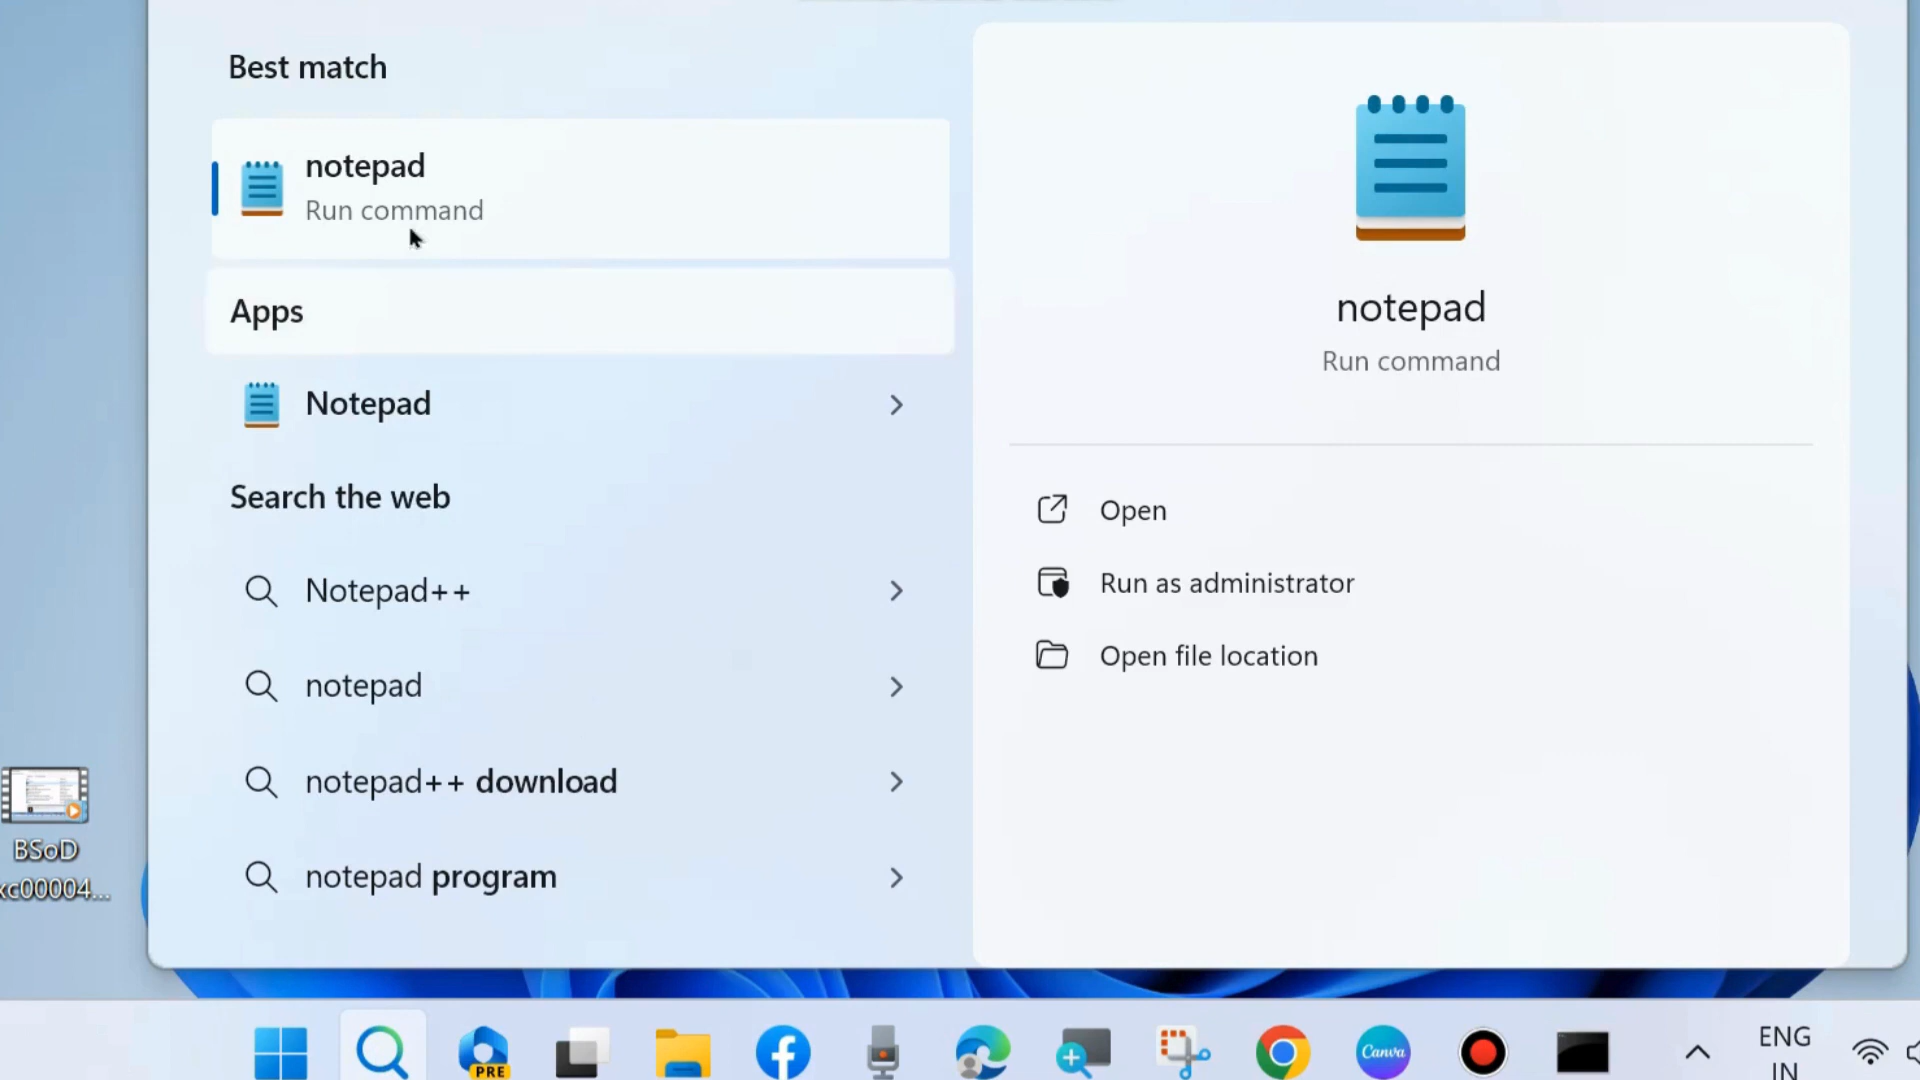 Best match
notepad
Run command
Apps
Notepad
Search the web
Notepad++
notepad
notepad++ download
notepad program
notepad
Run command
Open
Run as administrator
Open file location
BSoD
xc00004...
PRE
Canva
ENG
IN